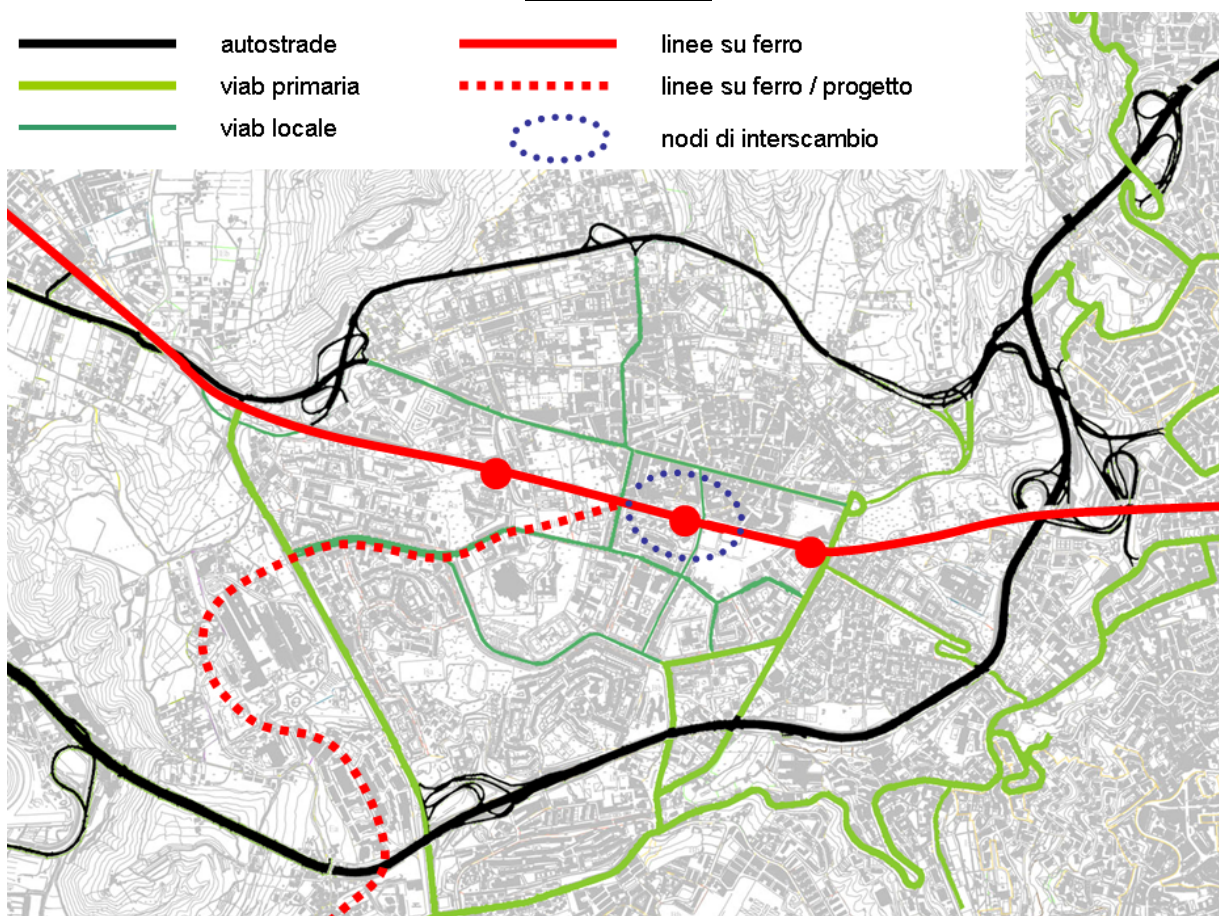 autostrade
viab primaria
viab locale
linee su ferro
linee su ferro / progetto
nodi di interscambio